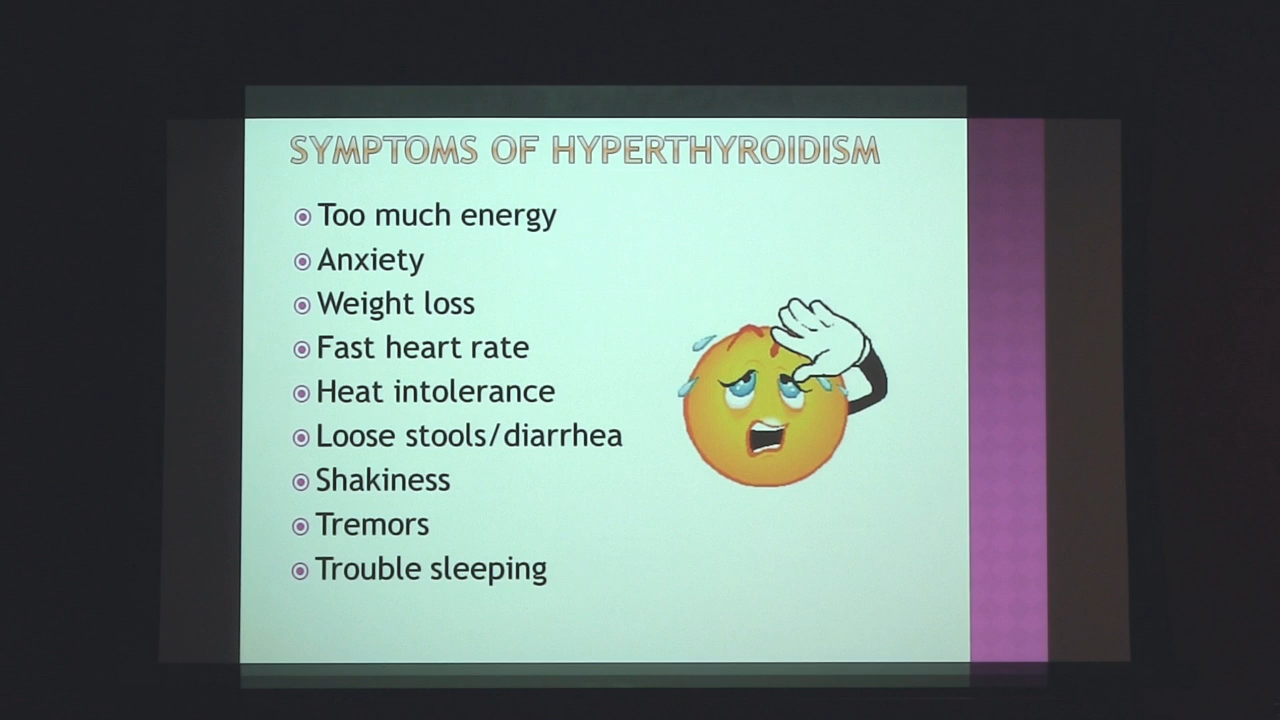 SYMPTOMS OF HYPERTHYROIDISM
Too much energy
Anxiety
Weight loss
Fast heart rate
Heat intolerance
Loose stools/diarrhea
Shakiness
Tremors
Trouble sleeping